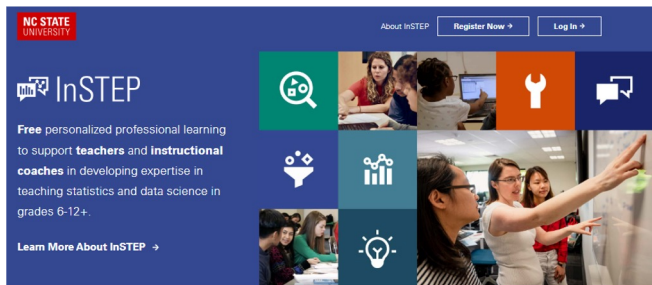 NC STATE
UNIVERSITY
About InSTEP
Register Now →
Log In →
InSTEP
Free personalized professional learning
to support teachers and instructional
coaches in developing expertise in
teaching statistics and data science in
grades 6-12+.
Learn More About InSTEP →